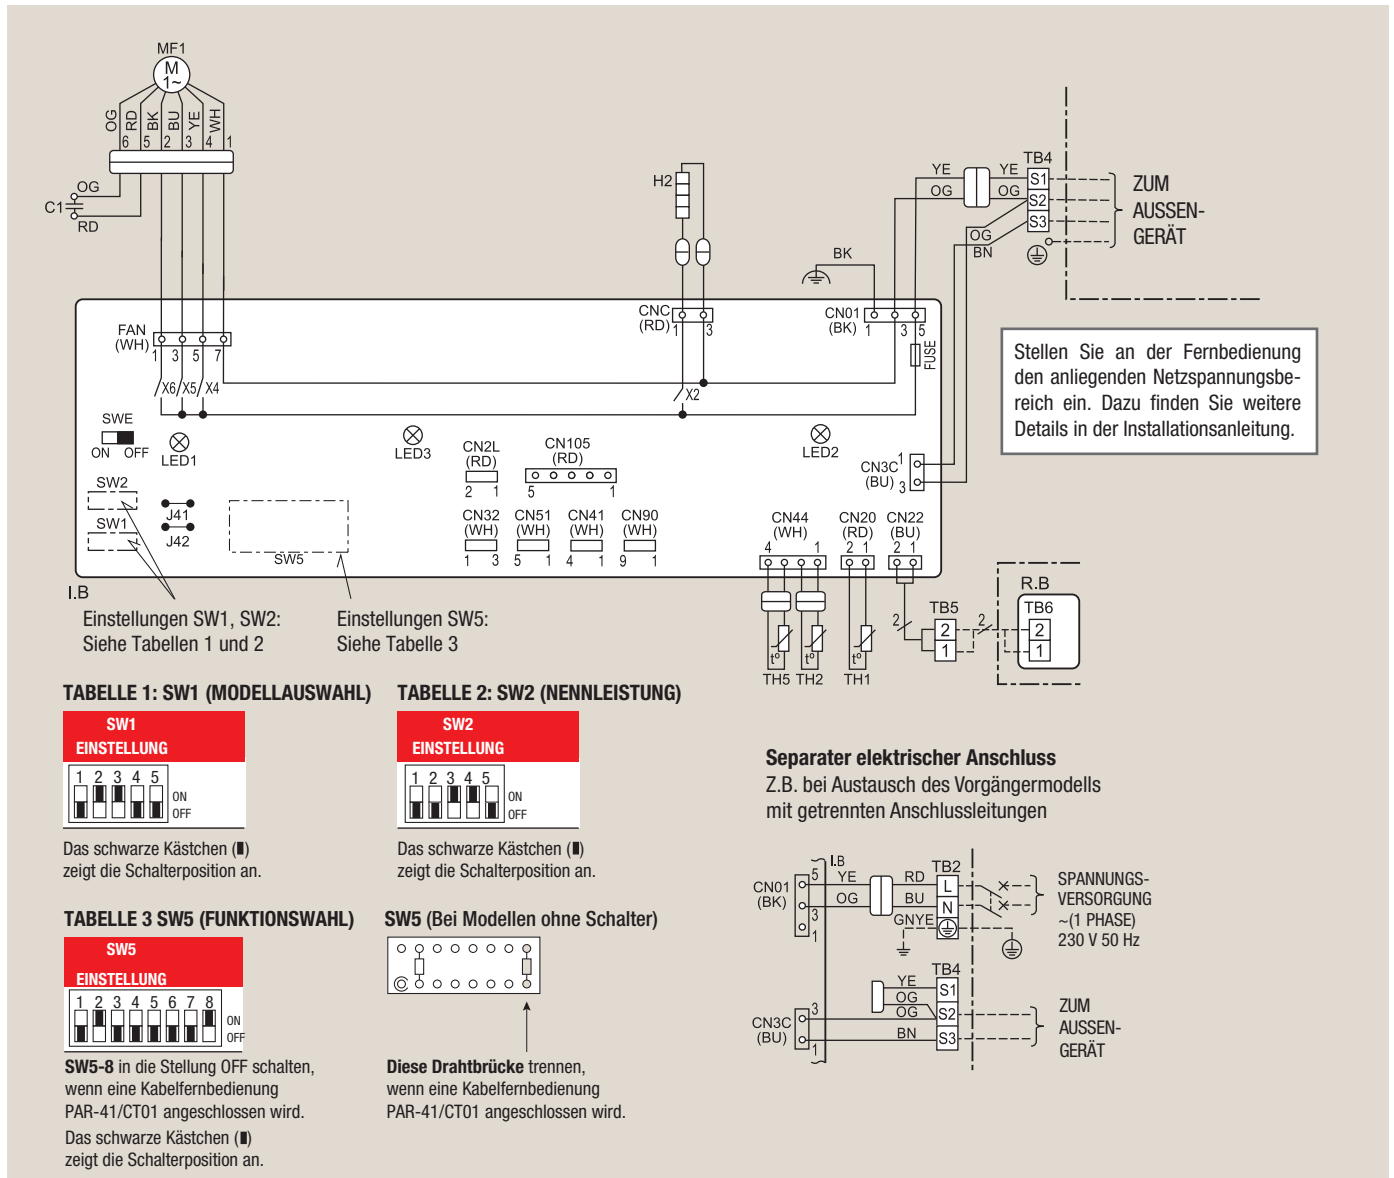 MF1
M
1~
OG RD BK BU YE WH
6 5 2 3 4 1
OG
C1
RD
H2
YE YE TB4
S1
OG OG
S2
OG
S3
BN
ZUM
AUSSEN-
GERÄT
BK
FAN
(WH)
1 3 5 7
CNC
(RD) 1 3
CN01
(BK) 1 3 5
FUSE
X6 X5 X4
X2
Stellen Sie an der Fernbedienung
den anliegenden Netzspannungsbe-
reich ein. Dazu finden Sie weitere
Details in der Installationsanleitung.
SWE
ON OFF
LED1
LED3
LED2
CN2L
(RD)
2 1
CN105
(RD)
5 1
CN3C
(BU)
1
3
SW2
SW1
J41
J42
SW5
CN32
(WH)
1 3
CN51
(WH)
5 1
CN41
(WH)
4 1
CN90
(WH)
9 1
CN44
(WH)
4 1
CN20
(RD)
2 1
CN22
(BU)
2 1
I.B
Einstellungen SW1, SW2:
Siehe Tabellen 1 und 2
Einstellungen SW5:
Siehe Tabelle 3
t° t° t°
TH5 TH2 TH1
2
TB5
2
1
2
R.B
TB6
2
1
TABELLE 1: SW1 (MODELLAUSWAHL)
SW1
EINSTELLUNG
1 2 3 4 5
ON
OFF
Das schwarze Kästchen (▮)
zeigt die Schalterposition an.
TABELLE 2: SW2 (NENNLEISTUNG)
SW2
EINSTELLUNG
1 2 3 4 5
ON
OFF
Das schwarze Kästchen (▮)
zeigt die Schalterposition an.
TABELLE 3 SW5 (FUNKTIONSWAHL)
SW5
EINSTELLUNG
1 2 3 4 5 6 7 8
ON
OFF
SW5-8 in die Stellung OFF schalten,
wenn eine Kabelfernbedienung
PAR-41/CT01 angeschlossen wird.
Das schwarze Kästchen (▮)
zeigt die Schalterposition an.
SW5 (Bei Modellen ohne Schalter)
Diese Drahtbrücke trennen,
wenn eine Kabelfernbedienung
PAR-41/CT01 angeschlossen wird.
Separater elektrischer Anschluss
Z.B. bei Austausch des Vorgängermodells
mit getrennten Anschlussleitungen
I.B
CN01
(BK)
5
3
1
YE RD TB2
L
OG BU
N
GNYE
SPANNUNGS-
VERSORGUNG
~(1 PHASE)
230 V 50 Hz
TB4
YE
S1
OG
OG
S2
BN
S3
CN3C
(BU)
3
1
ZUM
AUSSEN-
GERÄT